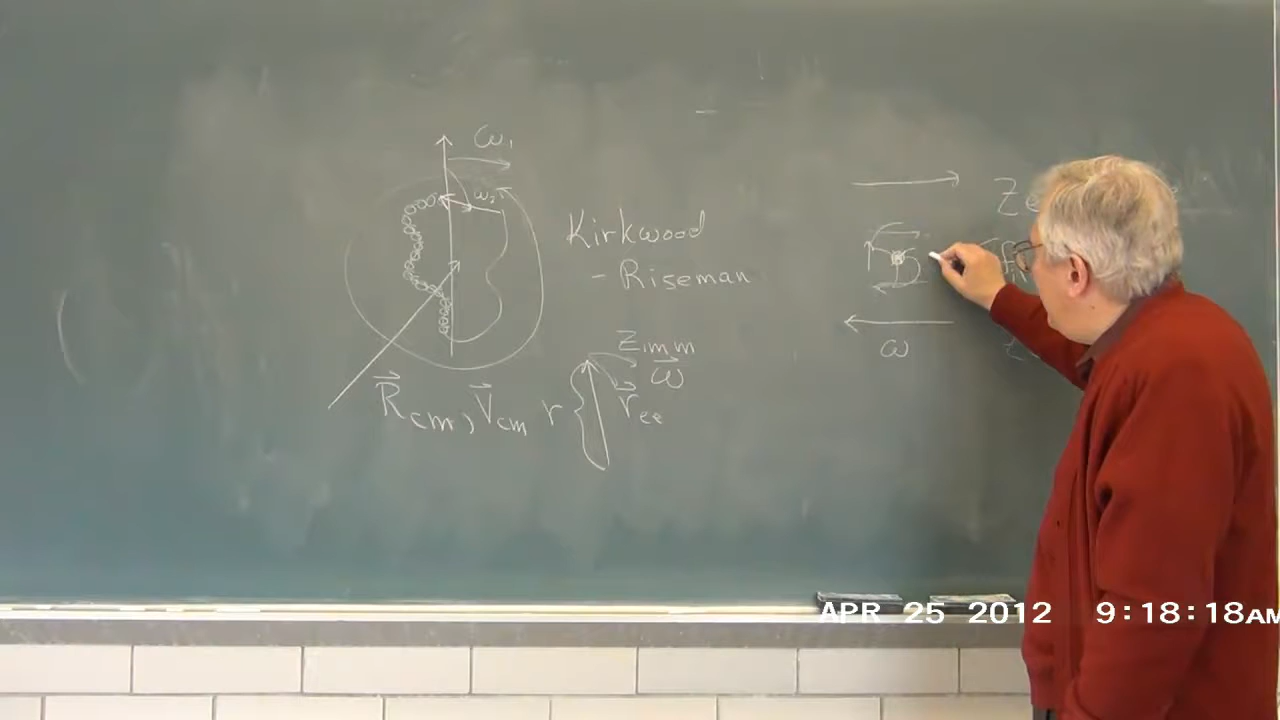 ω₁
ω₂
Kirkwood
- Riseman
Zimm
ω
R cm, V cm r { r ee
ω
APR 25 2012 9:18:18AM